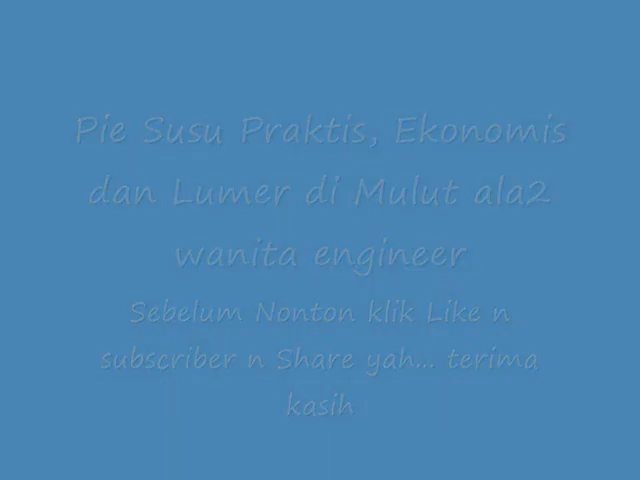 Pie Susu Praktis, Ekonomis
dan Lumer di Mulut ala2
wanita engineer
Sebelum Nonton klik Like n
subscriber n Share yah... terima
kasih